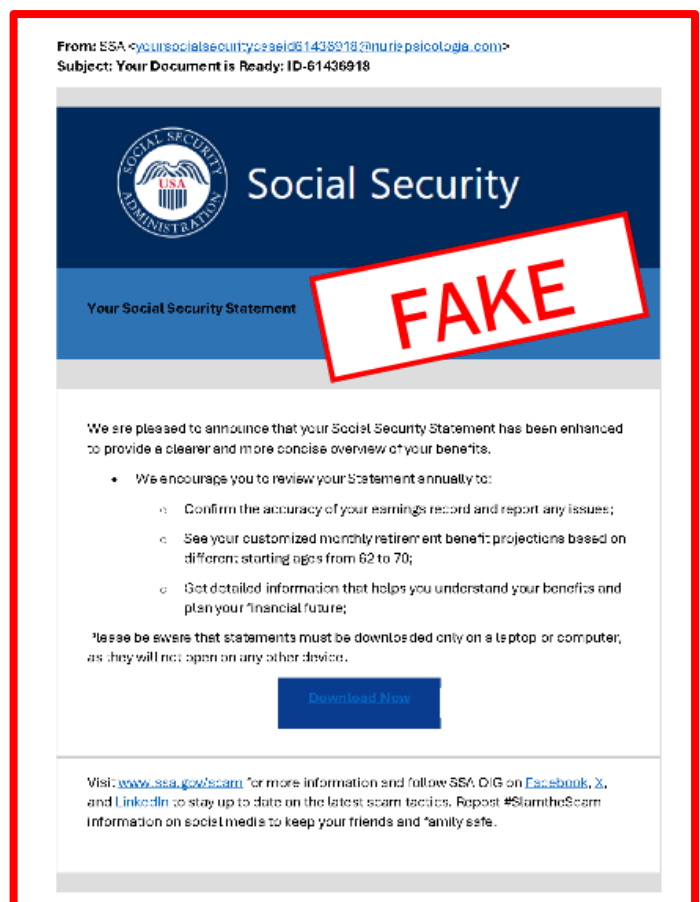 From: SSA <yoursocialsecuritycaseid61436918@nuriepsicologia.com>
Subject: Your Document is Ready: ID-61436918
SOCIAL SECURITY
USA
ADMINISTRATION
Social Security
FAKE
Your Social Security Statement
We are pleased to announce that your Social Security Statement has been enhanced
to provide a clearer and more concise overview of your benefits.
• We encourage you to review your Statement annually to:
○ Confirm the accuracy of your earnings record and report any issues;
○ See your customized monthly retirement benefit projections based on
different starting ages from 62 to 70;
○ Get detailed information that helps you understand your benefits and
plan your financial future;
Please be aware that statements must be downloaded only on a laptop or computer,
as they will not open on any other device.
Download Now
Visit www.ssa.gov/scam for more information and follow SSA OIG on Facebook, X,
and LinkedIn to stay up to date on the latest scam tactics. Repost #SlamtheScam
information on social media to keep your friends and family safe.